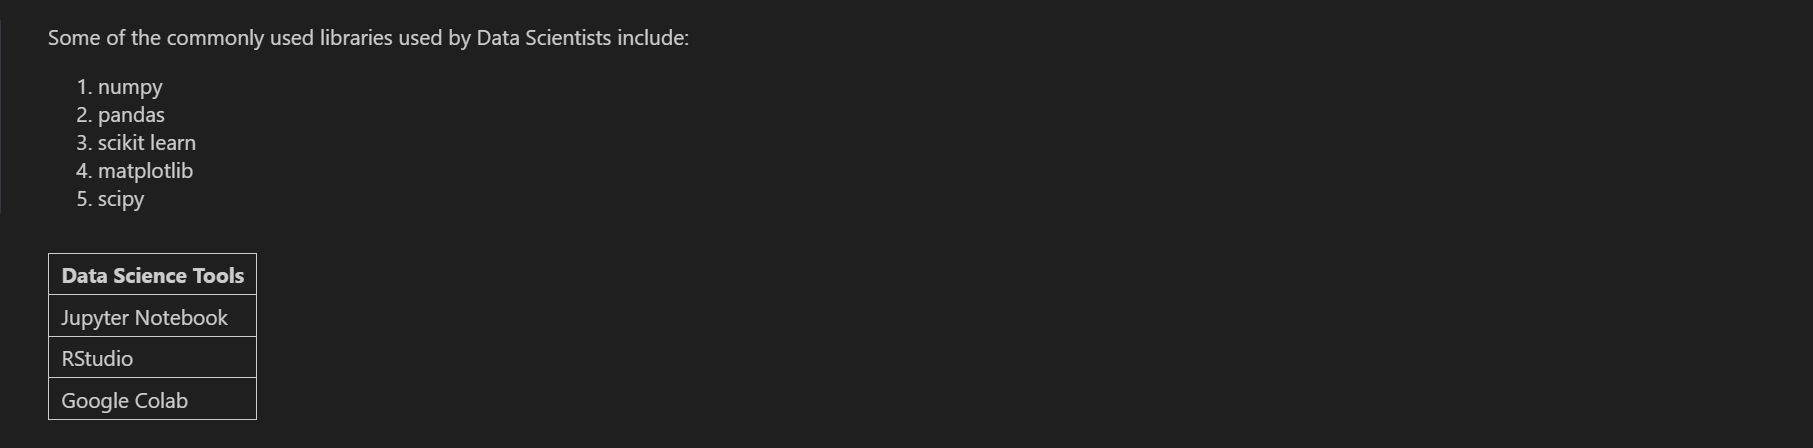 Some of the commonly used libraries used by Data Scientists include:
1. numpy
2. pandas
3. scikit learn
4. matplotlib
5. scipy
Data Science Tools
Jupyter Notebook
RStudio
Google Colab